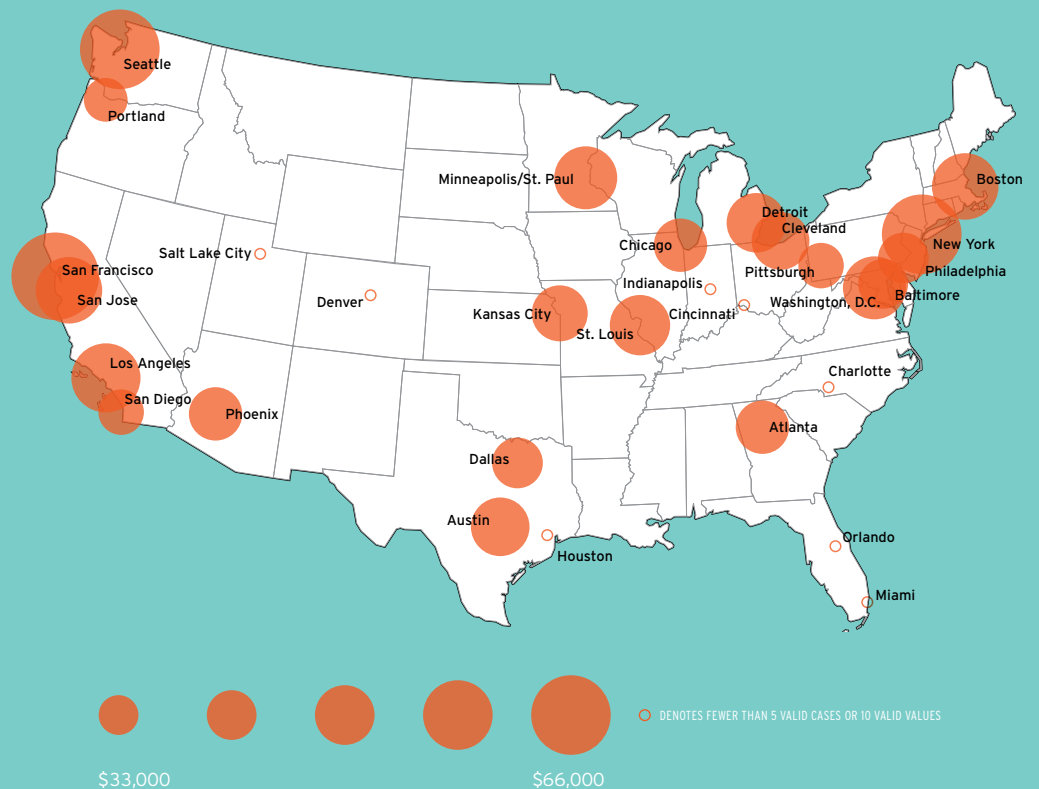 Seattle
Portland
Minneapolis/St. Paul
Boston
Detroit
Cleveland
Chicago
New York
Salt Lake City
San Francisco
Pittsburgh
Philadelphia
Indianapolis
San Jose
Denver
Washington, D.C.
Baltimore
Kansas City
Cincinnati
St. Louis
Los Angeles
Charlotte
San Diego
Phoenix
Atlanta
Dallas
Austin
Orlando
Houston
Miami
DENOTES FEWER THAN 5 VALID CASES OR 10 VALID VALUES
$33,000 $66,000